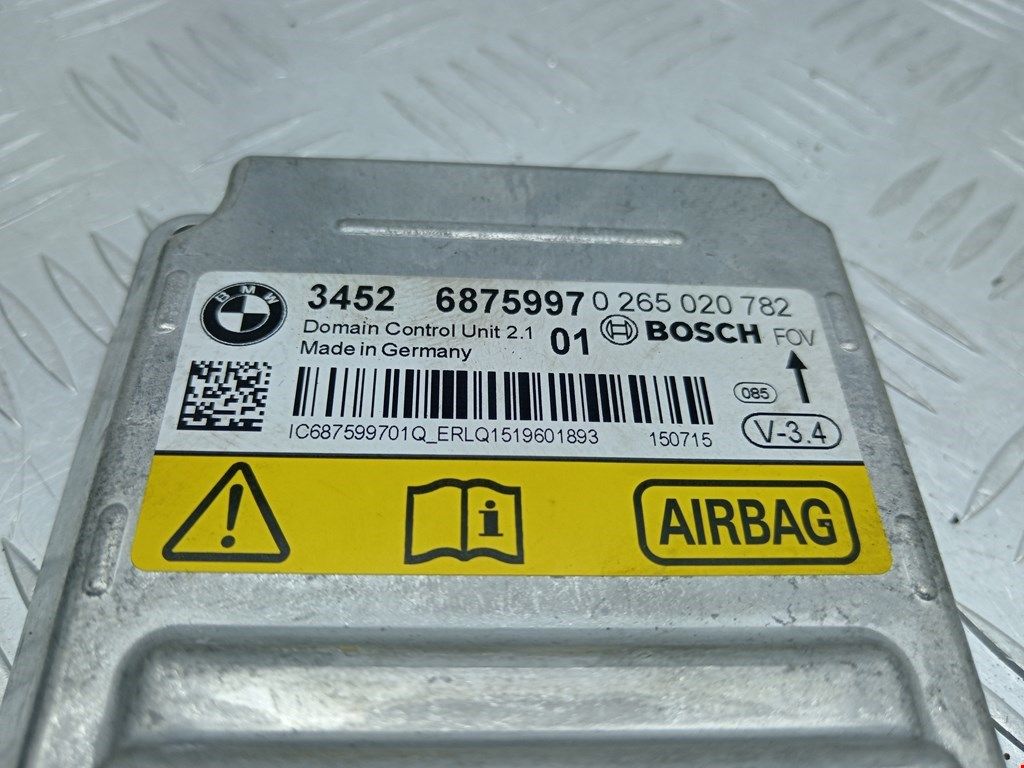 BMW
3452 6875997 0 265 020 782
Domain Control Unit 2.1 01 BOSCH FOV
Made in Germany
085
IC687599701Q_ERLQ1519601893 150715 V-3.4
! i AIRBAG